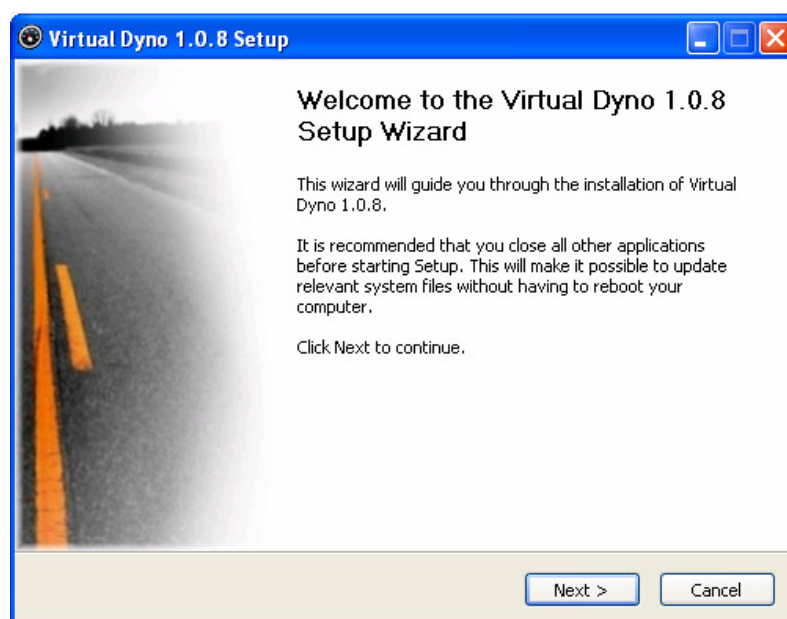 Virtual Dyno 1.0.8 Setup
Welcome to the Virtual Dyno 1.0.8
Setup Wizard
This wizard will guide you through the installation of Virtual
Dyno 1.0.8.
It is recommended that you close all other applications
before starting Setup. This will make it possible to update
relevant system files without having to reboot your
computer.
Click Next to continue.
Next >
Cancel